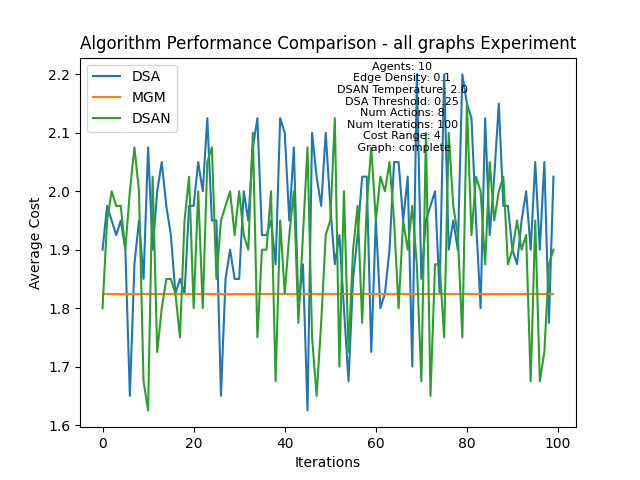 Algorithm Performance Comparison - all graphs Experiment
DSA
MGM
DSAN
Agents: 10
Edge Density: 0.1
DSAN Temperature: 2.0
DSA Threshold: 0.25
Num Actions: 8
Num Iterations: 100
Cost Range: 4
Graph: complete
Average Cost
2.2
2.1
2.0
1.9
1.8
1.7
1.6
0
20
40
60
80
100
Iterations